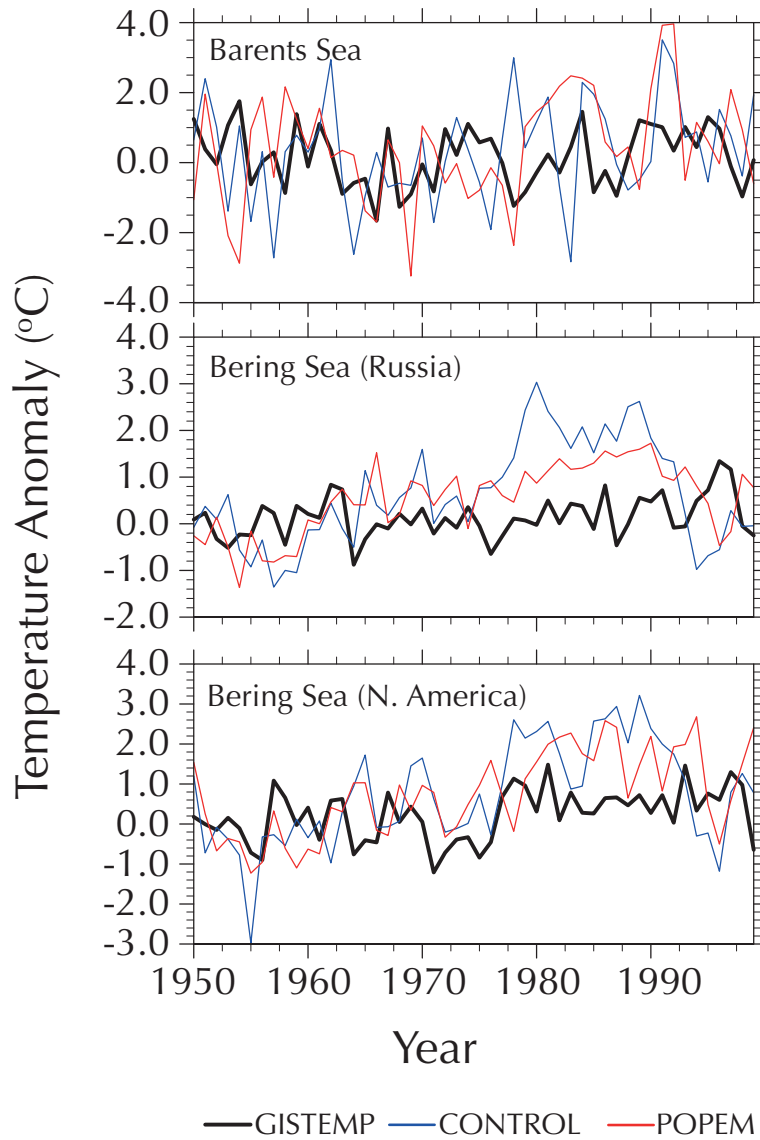 Temperature Anomaly (°C)
Barents Sea
4.0
2.0
0.0
-2.0
-4.0
Bering Sea (Russia)
4.0
3.0
2.0
1.0
0.0
-1.0
-2.0
Bering Sea (N. America)
4.0
3.0
2.0
1.0
0.0
-1.0
-2.0
-3.0
1950 1960 1970 1980 1990
Year
GISTEMP CONTROL POPEM